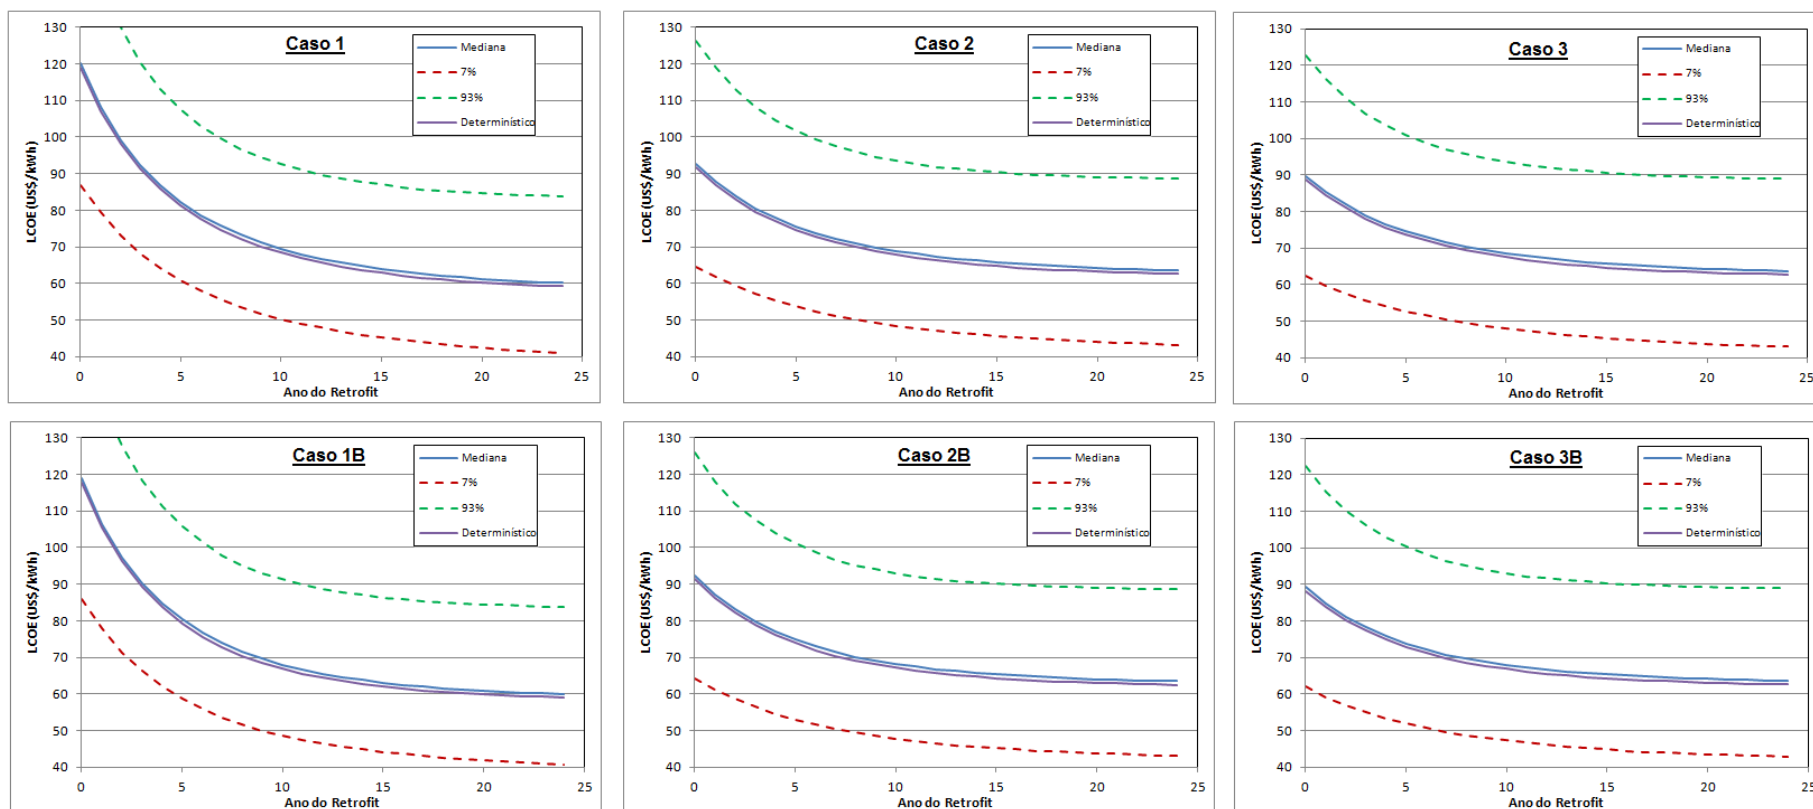 Caso 1
Mediana
7%
93%
Determinístico
LCOE (US$/kWh)
130
120
110
100
90
80
70
60
50
40
0 5 10 15 20 25
Ano do Retrofit
Caso 2
Mediana
7%
93%
Determinístico
LCOE (US$/kWh)
130
120
110
100
90
80
70
60
50
40
0 5 10 15 20 25
Ano do Retrofit
Caso 3
Mediana
7%
93%
Determinístico
LCOE (US$/kWh)
130
120
110
100
90
80
70
60
50
40
0 5 10 15 20 25
Ano do Retrofit
Caso 1B
Mediana
7%
93%
Determinístico
LCOE (US$/kWh)
130
120
110
100
90
80
70
60
50
40
0 5 10 15 20 25
Ano do Retrofit
Caso 2B
Mediana
7%
93%
Determinístico
LCOE (US$/kWh)
130
120
110
100
90
80
70
60
50
40
0 5 10 15 20 25
Ano do Retrofit
Caso 3B
Mediana
7%
93%
Determinístico
LCOE (US$/kWh)
130
120
110
100
90
80
70
60
50
40
0 5 10 15 20 25
Ano do Retrofit